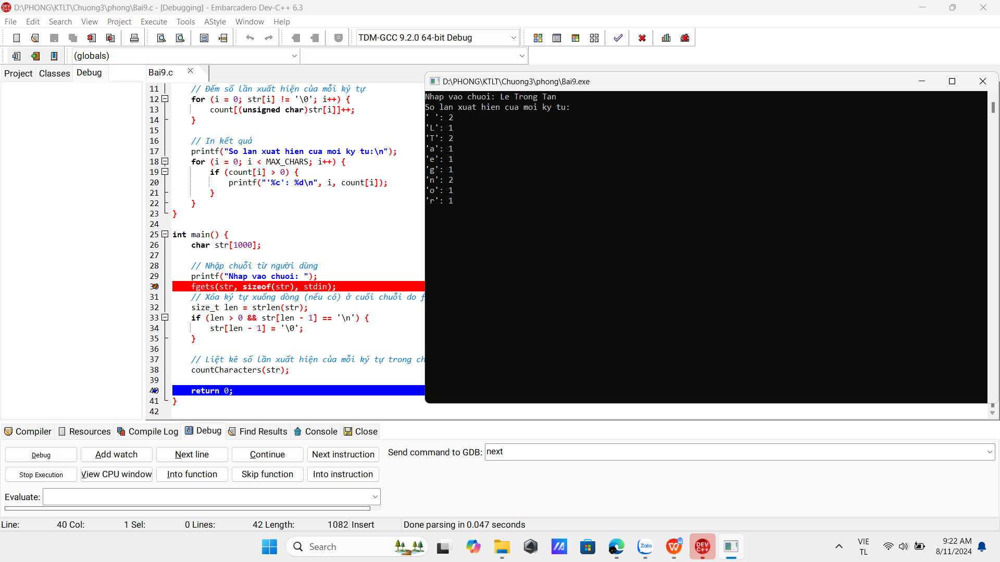 D:\PHONG\KTLT\Chuong3\phong\Bai9.c - [Debugging] - Embarcadero Dev-C++ 6.3
File Edit Search View Project Execute Tools AStyle Window Help
TDM-GCC 9.2.0 64-bit Debug
(globals)
Project Classes Debug
Bai9.c
11 // Đếm số lần xuất hiện của mỗi ký tự
12 for (i = 0; str[i] != '\0'; i++) {
13 count[(unsigned char)str[i]]++;
14 }
15
16 // In kết quả
17 printf("So lan xuat hien cua moi ky tu:\n");
18 for (i = 0; i < MAX_CHARS; i++) {
19 if (count[i] > 0) {
20 printf("'%c': %d\n", i, count[i]);
21 }
22 }
23 }
24
25 int main() {
26 char str[1000];
27
28 // Nhập chuỗi từ người dùng
29 printf("Nhap vao chuoi: ");
30 fgets(str, sizeof(str), stdin);
31 // Xóa ký tự xuống dòng (nếu có) ở cuối chuỗi do f
32 size_t len = strlen(str);
33 if (len > 0 && str[len - 1] == '\n') {
34 str[len - 1] = '\0';
35 }
36
37 // Liệt kê số lần xuất hiện của mỗi ký tự trong ch
38 countCharacters(str);
39
40 return 0;
41 }
42
D:\PHONG\KTLT\Chuong3\phong\Bai9.exe
Nhap vao chuoi: Le Trong Tan
So lan xuat hien cua moi ky tu:
' ': 2
'L': 1
'T': 2
'a': 1
'e': 1
'g': 1
'n': 2
'o': 1
'r': 1
Compiler Resources Compile Log Debug Find Results Console Close
Debug Add watch Next line Continue Next instruction
Send command to GDB: next
Stop Execution View CPU window Into function Skip function Into instruction
Evaluate:
Line: 40 Col: 1 Sel: 0 Lines: 42 Length: 1082 Insert Done parsing in 0.047 seconds
Search
Zalo
DEV C++
VIE
TL
9:22 AM
8/11/2024